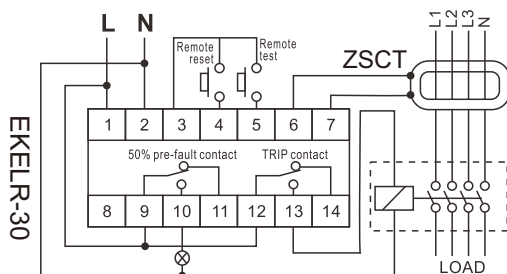 L N
L1 L2 L3 N
Remote reset
Remote test
ZSCT
1 2 3 4 5 6 7
50% pre-fault contact
TRIP contact
8 9 10 11 12 13 14
EKELR-30
LOAD